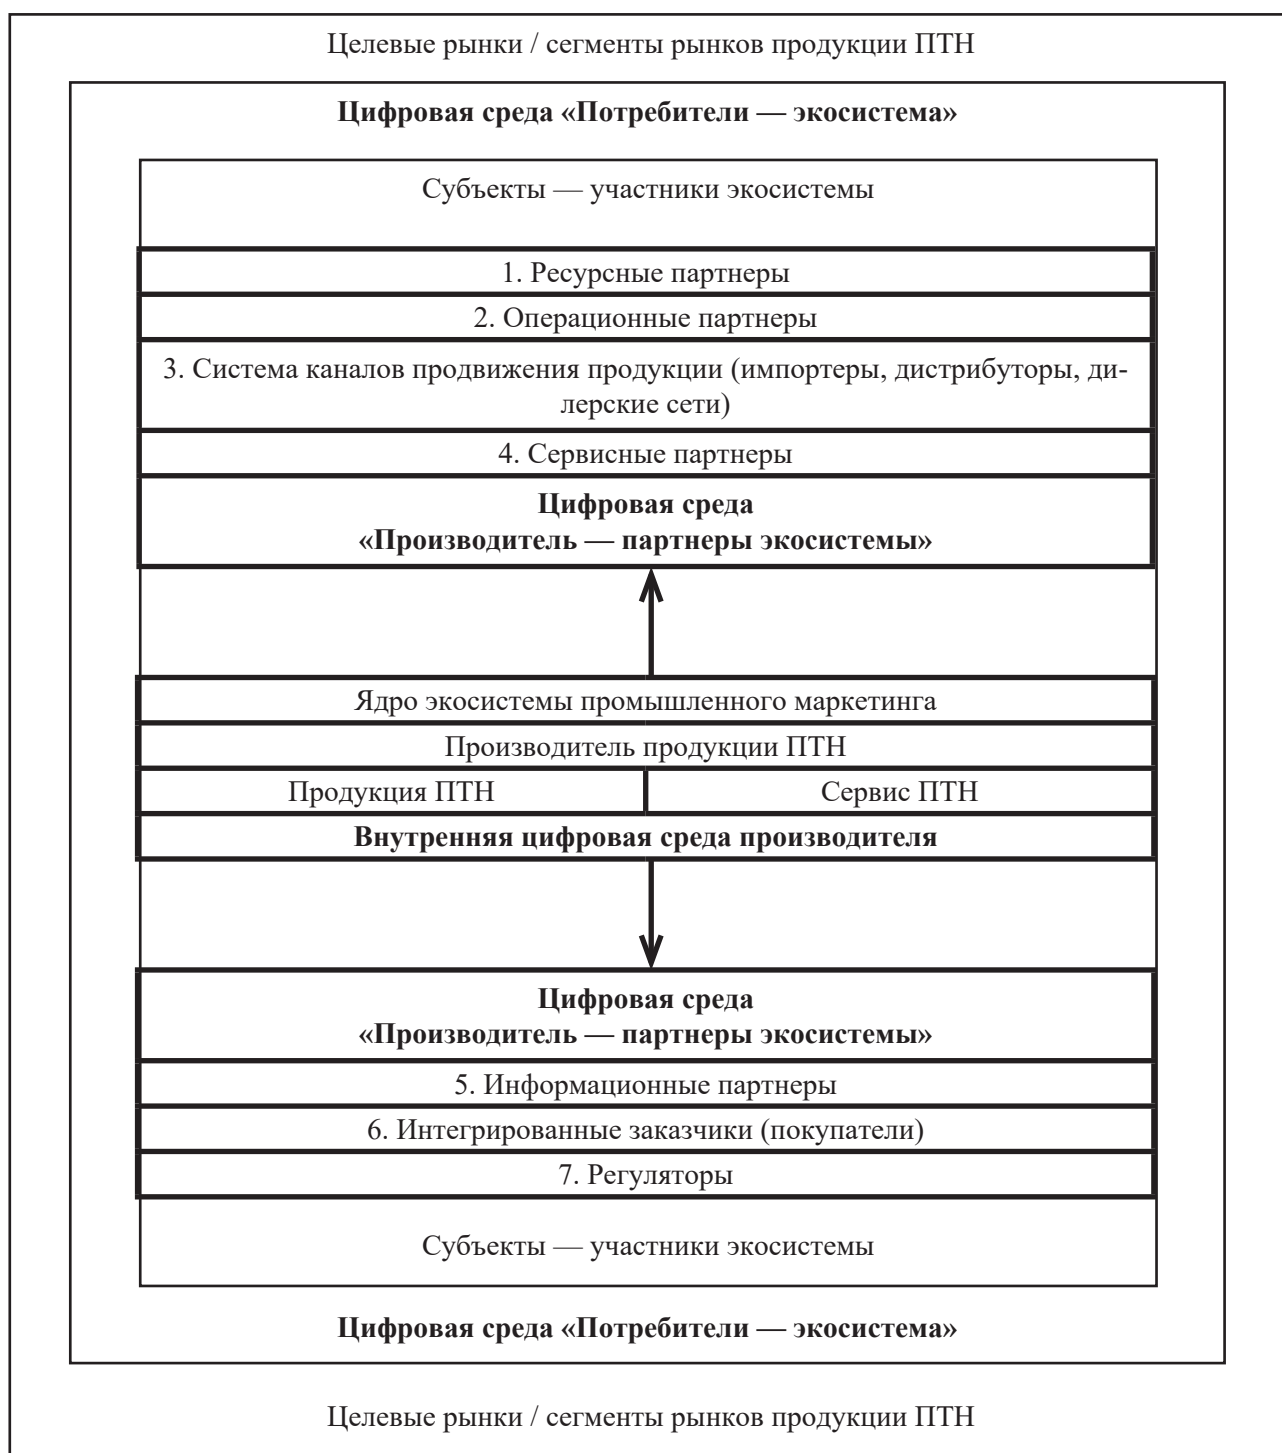 Целевые рынки / сегменты рынков продукции ПТН
Цифровая среда «Потребители — экосистема»
Субъекты — участники экосистемы
1. Ресурсные партнеры
2. Операционные партнеры
3. Система каналов продвижения продукции (импортеры, дистрибуторы, ди-
лерские сети)
4. Сервисные партнеры
Цифровая среда
«Производитель — партнеры экосистемы»
Ядро экосистемы промышленного маркетинга
Производитель продукции ПТН
Продукция ПТН
Сервис ПТН
Внутренняя цифровая среда производителя
Цифровая среда
«Производитель — партнеры экосистемы»
5. Информационные партнеры
6. Интегрированные заказчики (покупатели)
7. Регуляторы
Субъекты — участники экосистемы
Цифровая среда «Потребители — экосистема»
Целевые рынки / сегменты рынков продукции ПТН